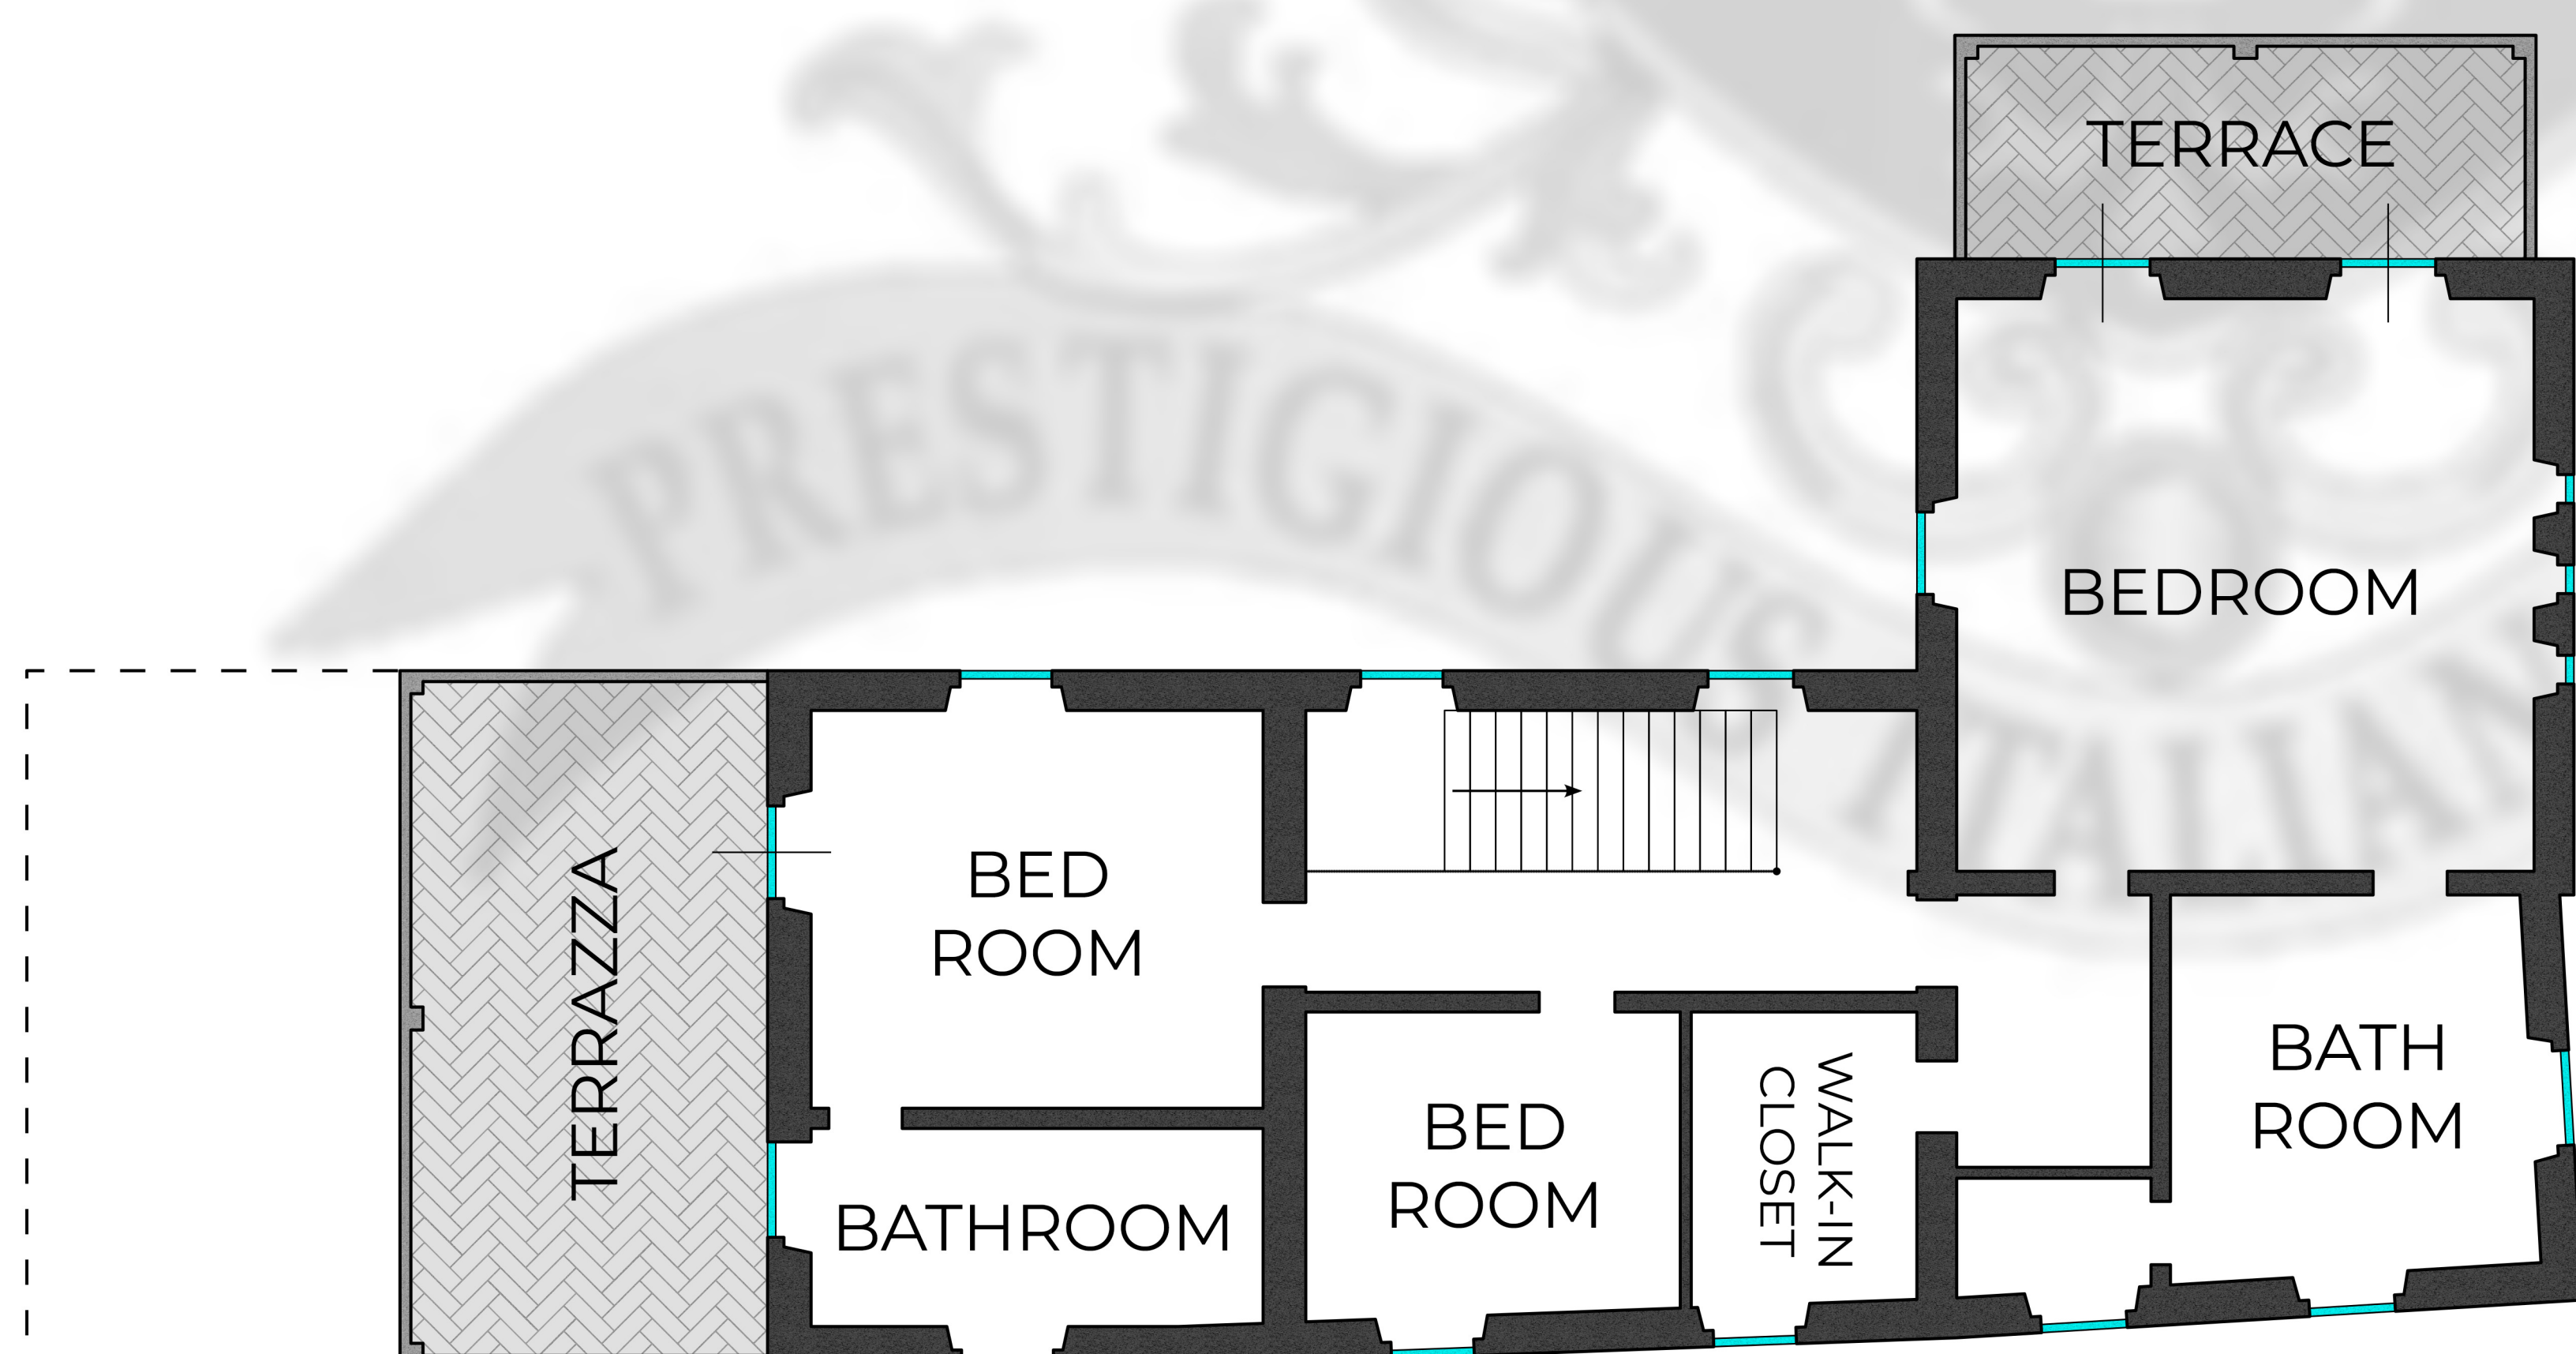 TERRACE
PRESTIGIOUS ITALIAN
BEDROOM
TERRAZZA
BED
ROOM
BATHROOM
BED
ROOM
WALK-IN
CLOSET
BATH
ROOM